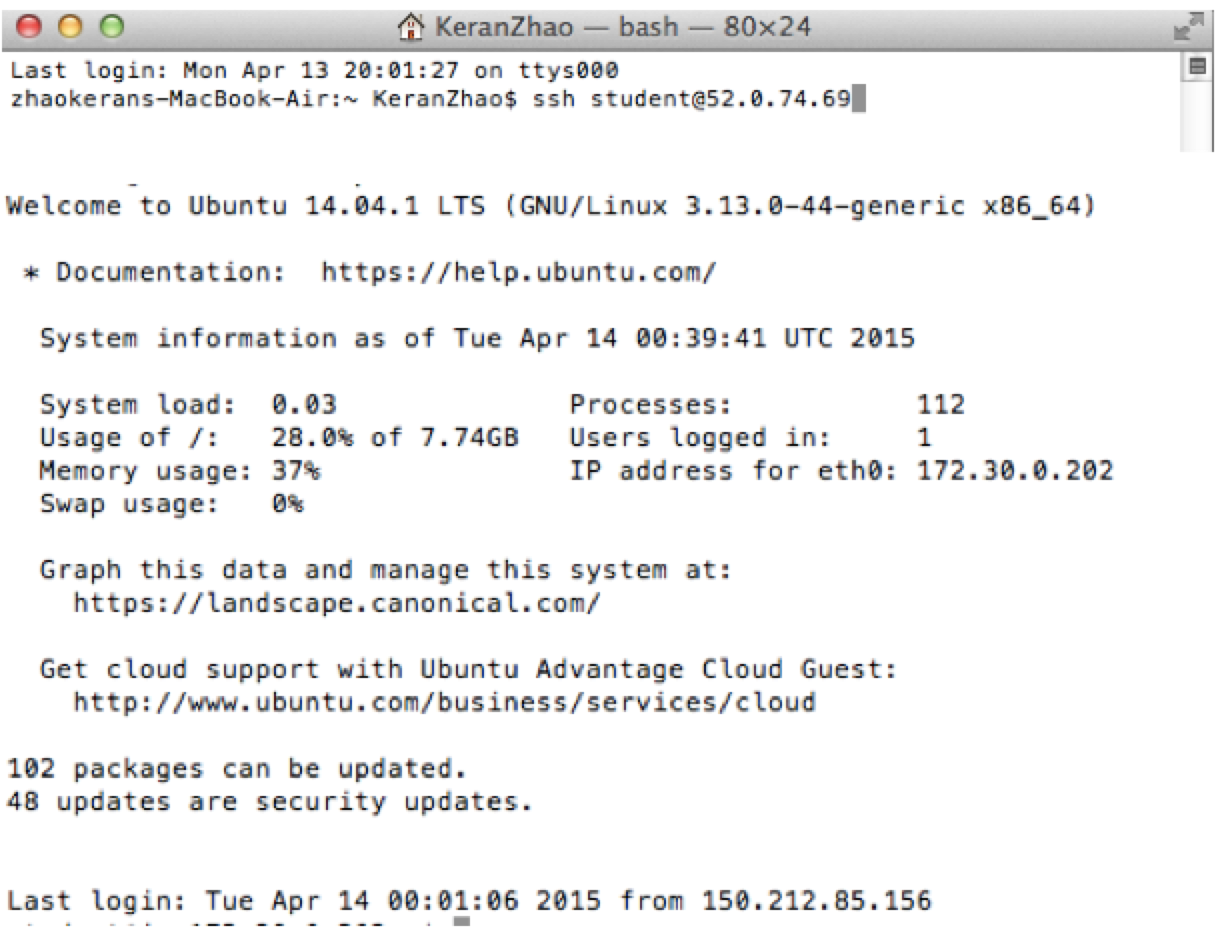 KeranZhao — bash — 80×24
Last login: Mon Apr 13 20:01:27 on ttys000
zhaokerans-MacBook-Air:~ KeranZhao$ ssh student@52.0.74.69
Welcome to Ubuntu 14.04.1 LTS (GNU/Linux 3.13.0-44-generic x86_64)
* Documentation:  https://help.ubuntu.com/
System information as of Tue Apr 14 00:39:41 UTC 2015
System load:  0.03 Processes: 112
Usage of /:   28.0% of 7.74GB Users logged in: 1
Memory usage: 37% IP address for eth0: 172.30.0.202
Swap usage:   0%
Graph this data and manage this system at:
https://landscape.canonical.com/
Get cloud support with Ubuntu Advantage Cloud Guest:
http://www.ubuntu.com/business/services/cloud
102 packages can be updated.
48 updates are security updates.
Last login: Tue Apr 14 00:01:06 2015 from 150.212.85.156